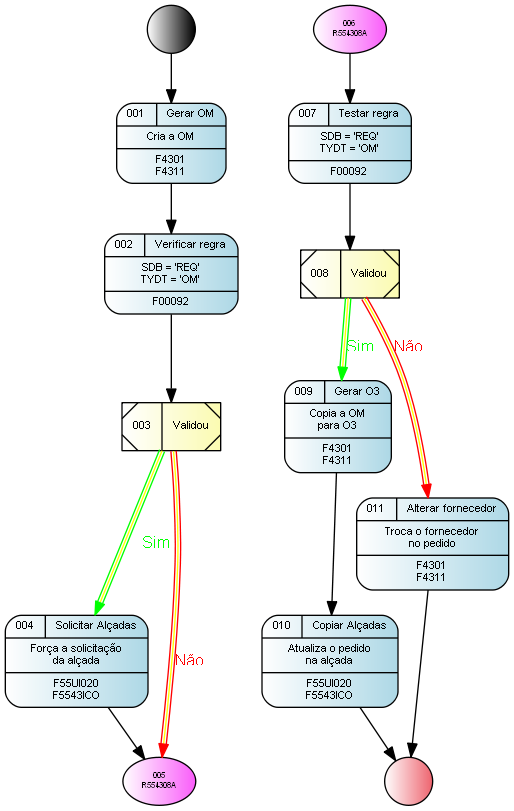 001 Gerar OM
Cria a OM
F4301
F4311
002 Verificar regra
SDB = 'REQ'
TYDT = 'OM'
F00092
003 Validou
Sim
Não
004 Solicitar Alçadas
Força a solicitação
da alçada
F55UI020
F5543ICO
005
R554308A
006
R554308A
007 Testar regra
SDB = 'REQ'
TYDT = 'OM'
F00092
008 Validou
Sim
Não
009 Gerar O3
Copia a OM
para O3
F4301
F4311
011 Alterar fornecedor
Troca o fornecedor
no pedido
F4301
F4311
010 Copiar Alçadas
Atualiza o pedido
na alçada
F55UI020
F5543ICO